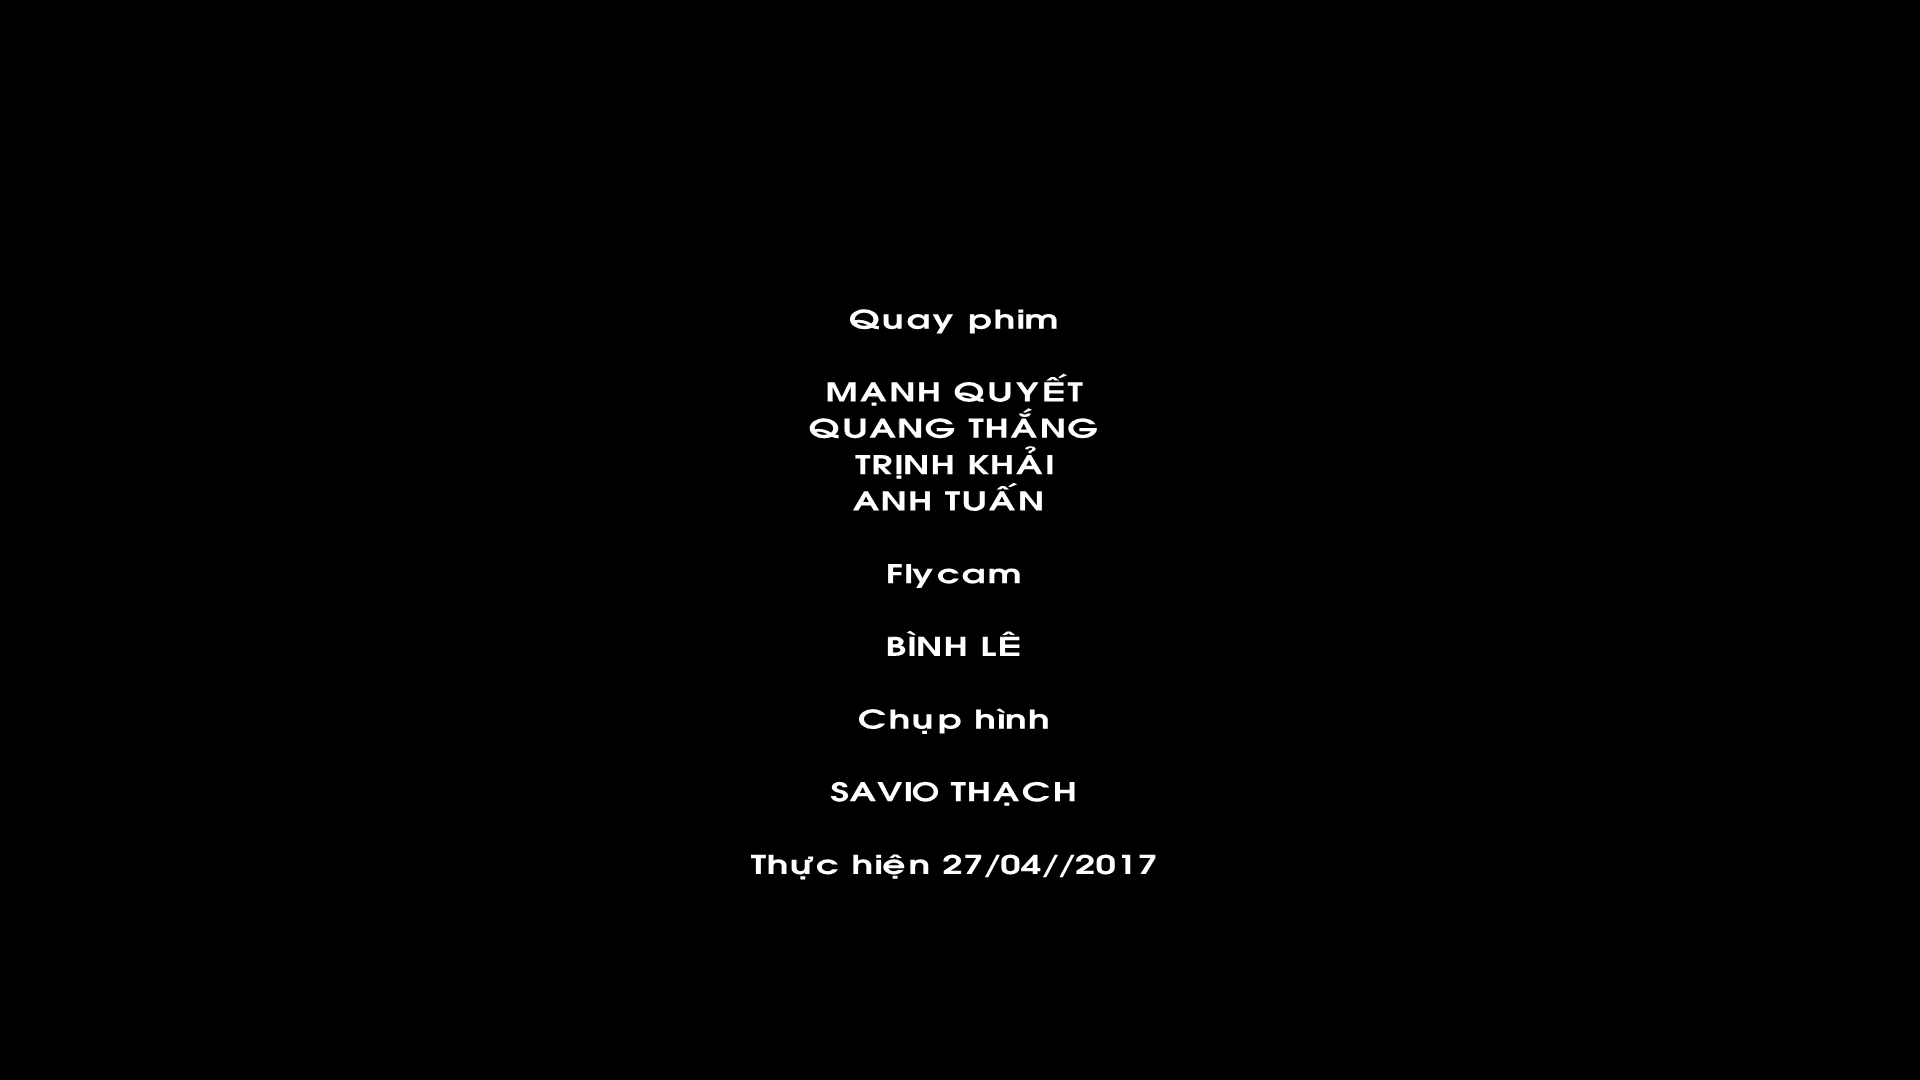 Quay phim
MẠNH QUYẾT
QUANG THẮNG
TRỊNH KHẢI
ANH TUẤN
Flycam
BÌNH LÊ
Chụp hình
SAVIO THẠCH
Thực hiện 27/04//2017